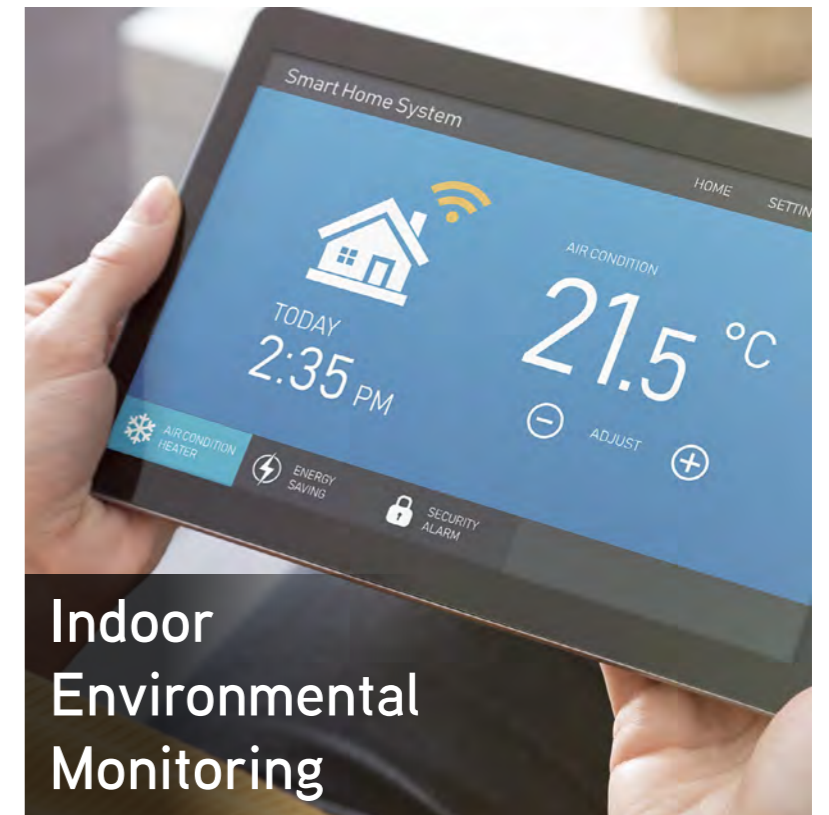 Smart Home System
HOME
TODAY
2:35 PM
AIR CONDITION
21.5 °C
ADJUST
AIR CONDITION
HEATER
ENERGY
SAVING
SECURITY
ALARM
Indoor
Environmental
Monitoring